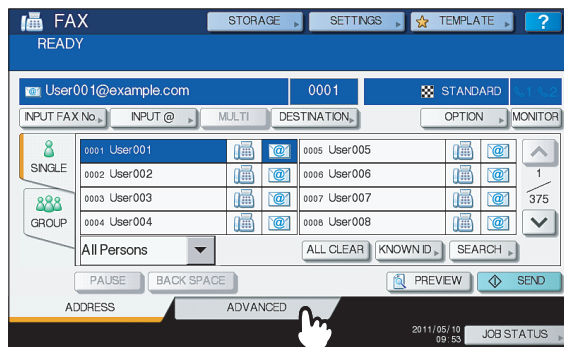 FAX STORAGE SETTINGS TEMPLATE ?
READY
User001@example.com 0001 STANDARD 1 2
INPUT FAX No. INPUT @ MULTI DESTINATION OPTION MONITOR
SINGLE
GROUP
0001 User001 @ 0005 User005 @
0002 User002 @ 0006 User006 @
0003 User003 @ 0007 User007 @
0004 User004 @ 0008 User008 @
1
375
All Persons ALL CLEAR KNOWN ID SEARCH
PAUSE BACK SPACE PREVIEW SEND
ADDRESS ADVANCED
2011/05/10
09:53 JOB STATUS